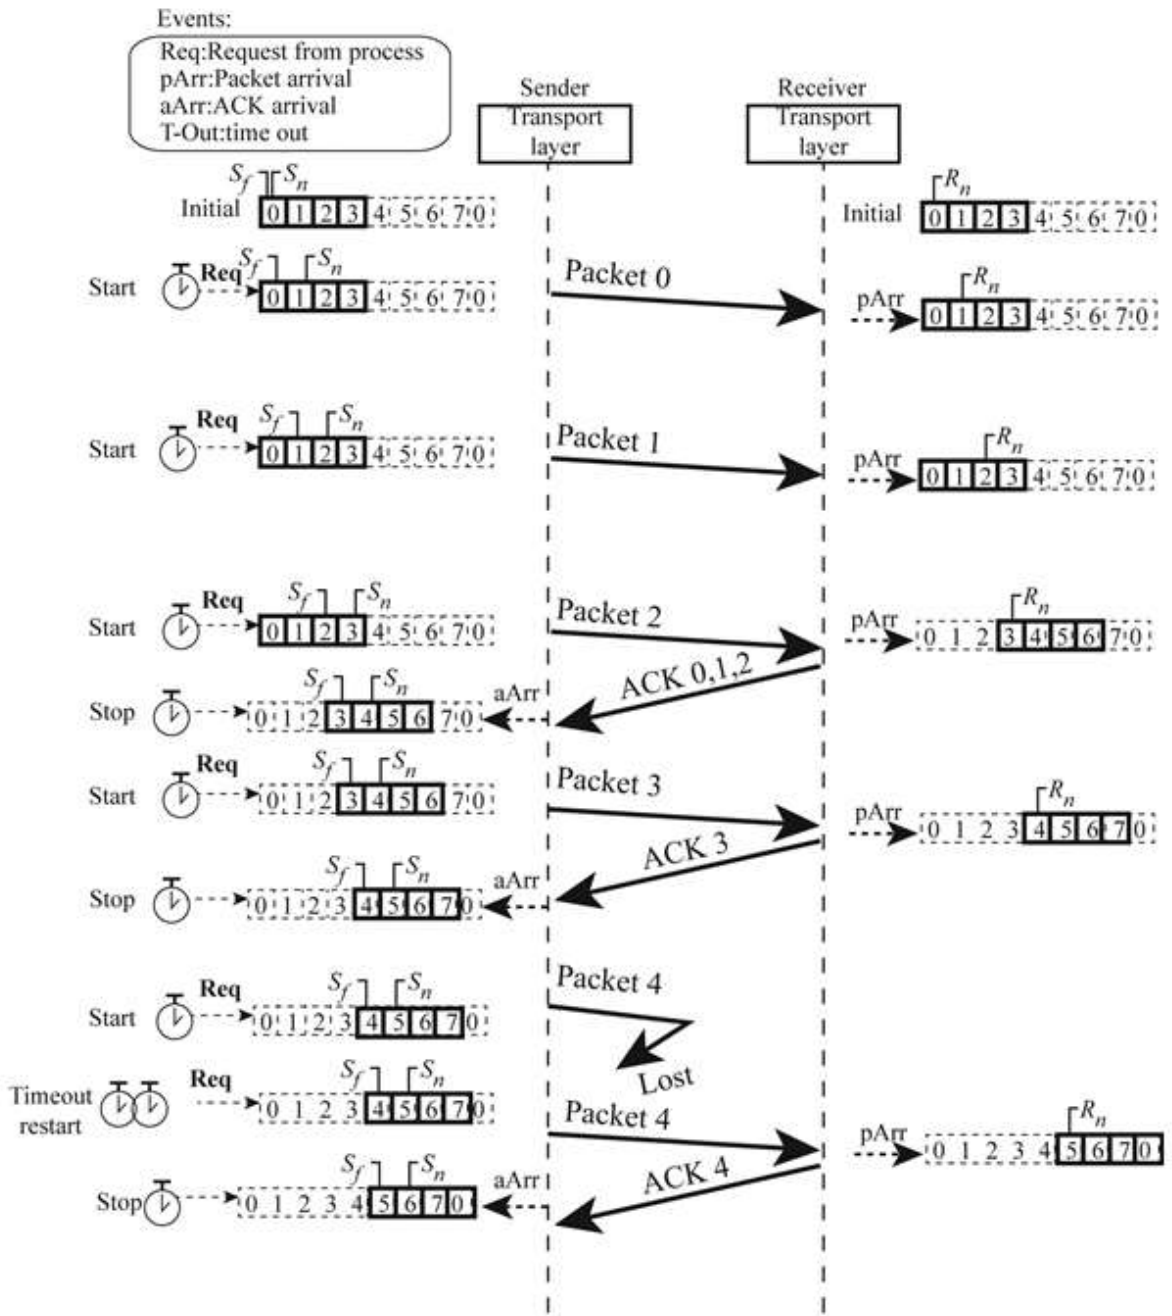 Events:
Req:Request from process
pArr:Packet arrival
aArr:ACK arrival
T-Out:time out
Sender
Transport layer
Receiver
Transport layer
Sf Sn
Initial 0 1 2 3 4 5 6 7 0
Rn
Initial 0 1 2 3 4 5 6 7 0
Sf Sn
Start Req 0 1 2 3 4 5 6 7 0
Packet 0
Rn
pArr 0 1 2 3 4 5 6 7 0
Sf Sn
Start Req 0 1 2 3 4 5 6 7 0
Packet 1
Rn
pArr 0 1 2 3 4 5 6 7 0
Sf Sn
Start Req 0 1 2 3 4 5 6 7 0
Packet 2
Rn
pArr 0 1 2 3 4 5 6 7 0
ACK 0,1,2
Sf Sn
Stop 0 1 2 3 4 5 6 7 0 aArr
Sf Sn
Start Req 0 1 2 3 4 5 6 7 0
Packet 3
Rn
pArr 0 1 2 3 4 5 6 7 0
ACK 3
Sf Sn
Stop 0 1 2 3 4 5 6 7 0 aArr
Sf Sn
Start Req 0 1 2 3 4 5 6 7 0
Packet 4
Lost
Sf Sn
Timeout restart Req 0 1 2 3 4 5 6 7 0
Packet 4
Rn
pArr 0 1 2 3 4 5 6 7 0
ACK 4
Sf Sn
Stop 0 1 2 3 4 5 6 7 0 aArr